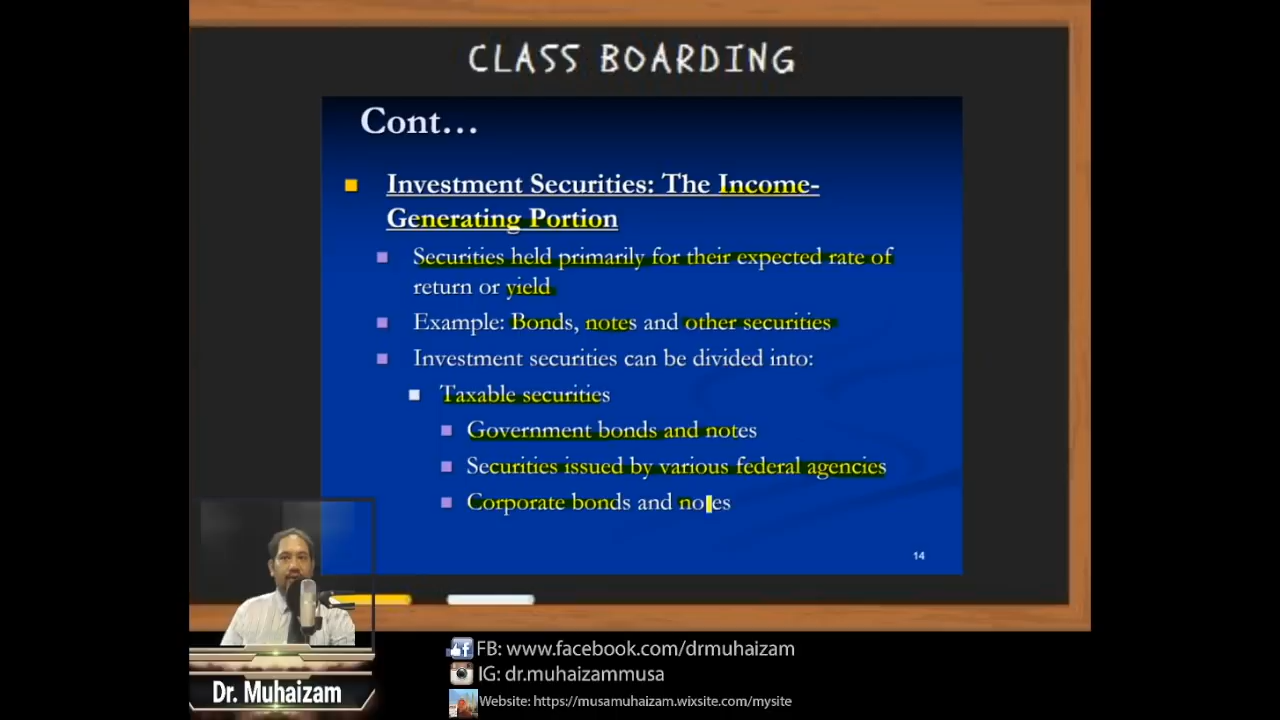 CLASS BOARDING
Cont…
Investment Securities: The Income-
Generating Portion
Securities held primarily for their expected rate of
return or yield
Example: Bonds, notes and other securities
Investment securities can be divided into:
Taxable securities
Government bonds and notes
Securities issued by various federal agencies
Corporate bonds and notes
14
FB: www.facebook.com/drmuhaizam
IG: dr.muhaizammusa
Website: https://musamuhaizam.wixsite.com/mysite
Dr. Muhaizam